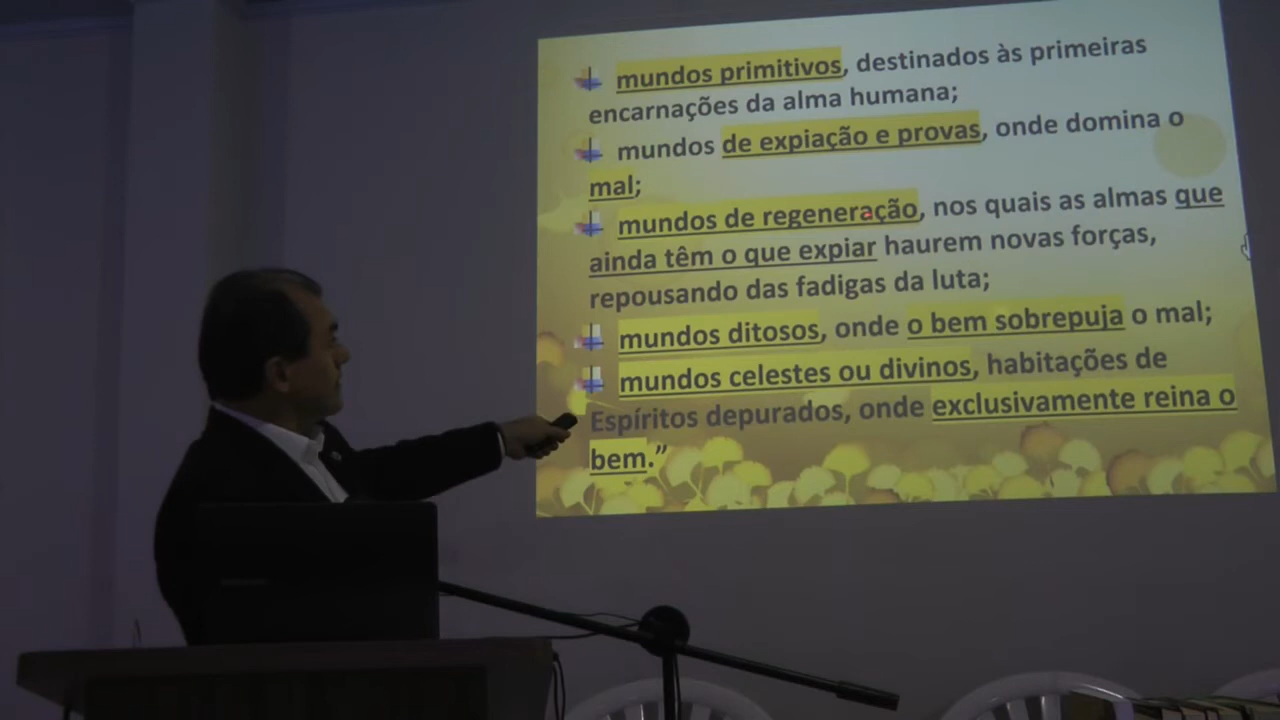 mundos primitivos, destinados às primeiras
encarnações da alma humana;
mundos de expiação e provas, onde domina o
mal;
mundos de regeneração, nos quais as almas que
ainda têm o que expiar haurem novas forças,
repousando das fadigas da luta;
mundos ditosos, onde o bem sobrepuja o mal;
mundos celestes ou divinos, habitações de
Espíritos depurados, onde exclusivamente reina o
bem.”